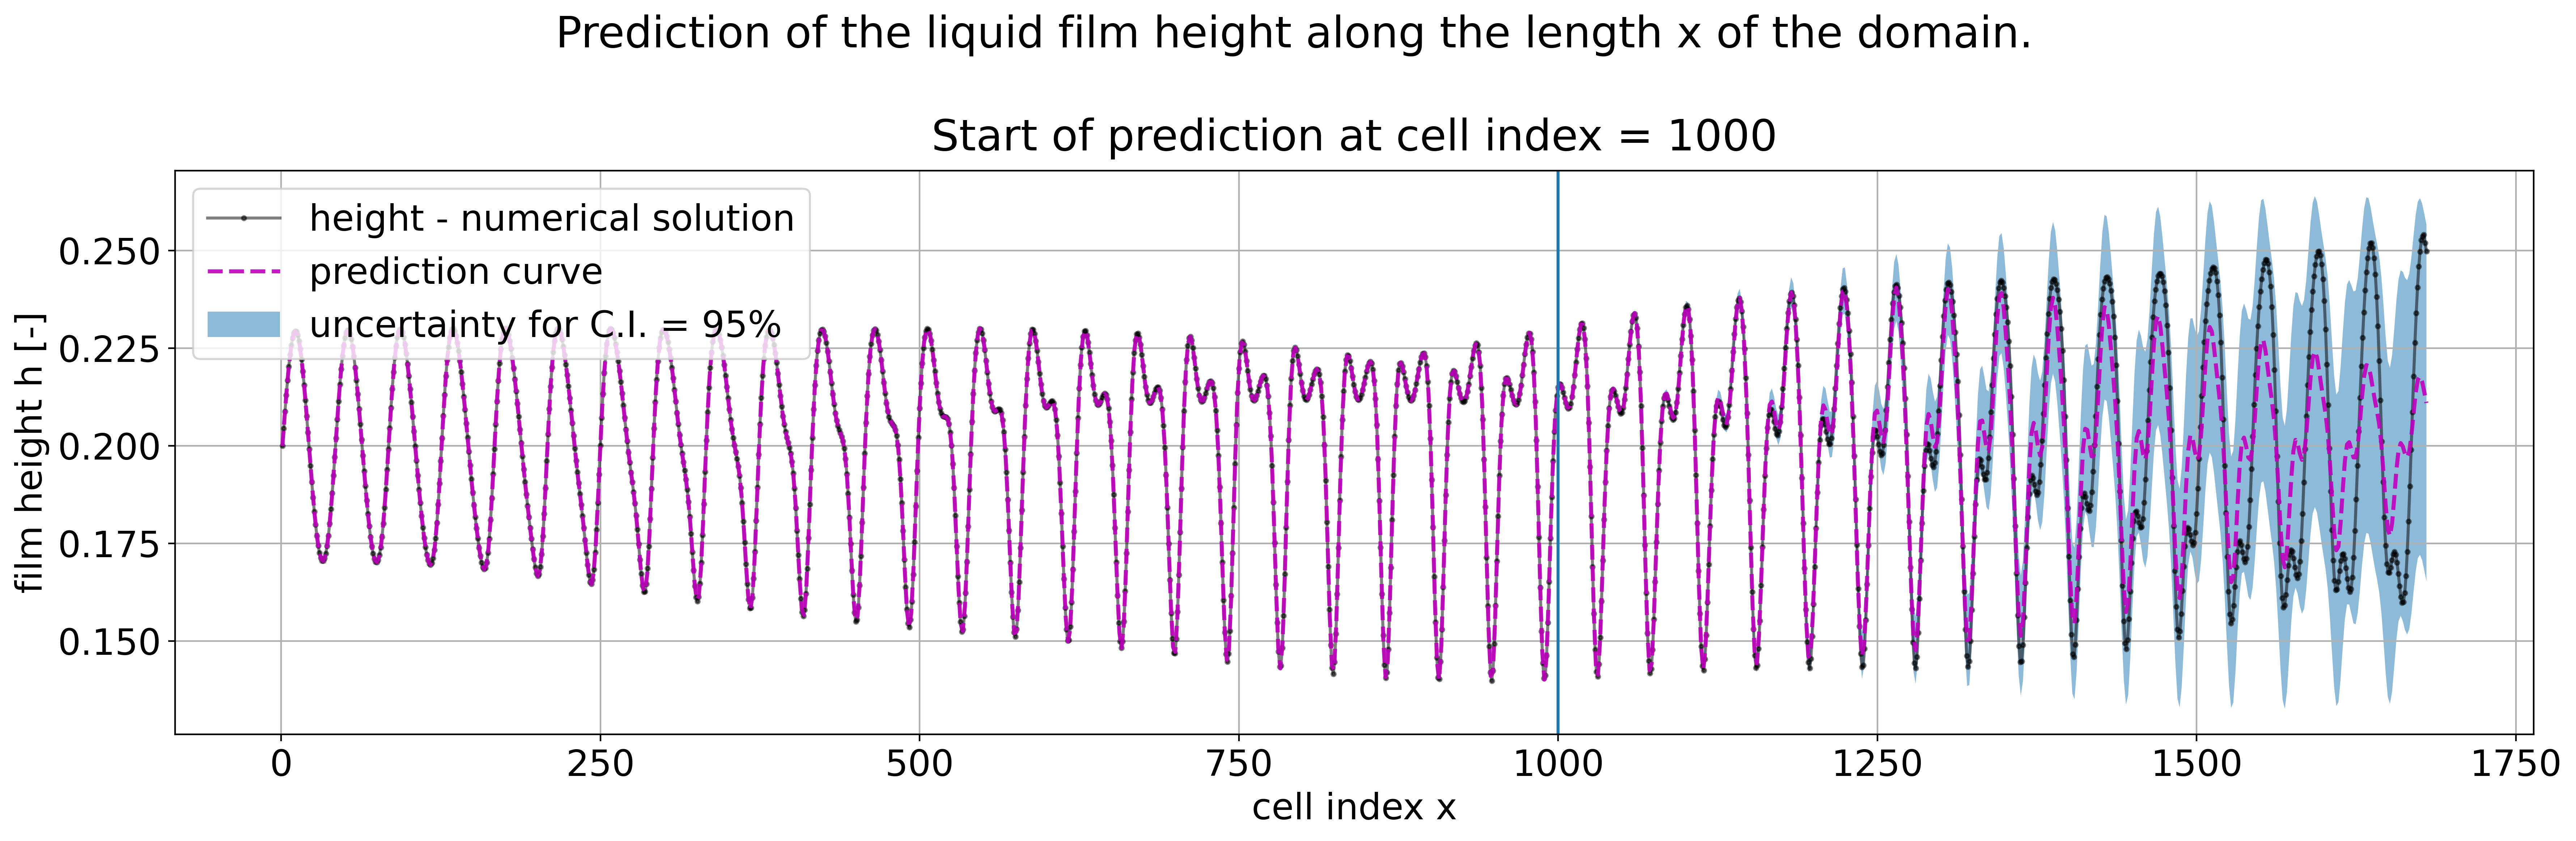 Prediction of the liquid film height along the length x of the domain.
Start of prediction at cell index = 1000
height - numerical solution
prediction curve
uncertainty for C.I. = 95%
film height h [-]
0.250
0.225
0.200
0.175
0.150
0 250 500 750 1000 1250 1500 1750
cell index x